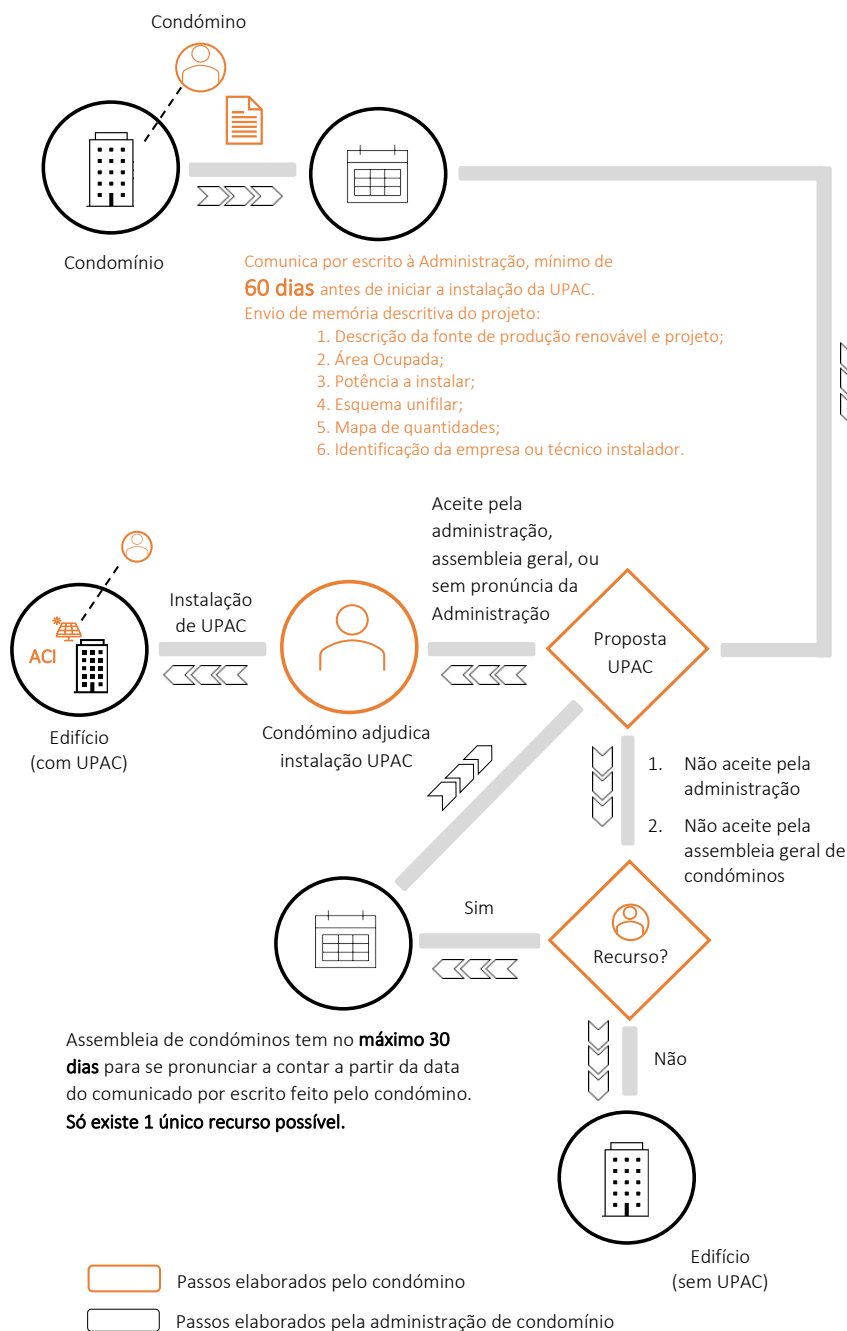 Condómino
Condomínio
Comunica por escrito à Administração, mínimo de
60 dias antes de iniciar a instalação da UPAC.
Envio de memória descritiva do projeto:
1. Descrição da fonte de produção renovável e projeto;
2. Área Ocupada;
3. Potência a instalar;
4. Esquema unifilar;
5. Mapa de quantidades;
6. Identificação da empresa ou técnico instalador.
Aceite pela
administração,
assembleia geral, ou
sem pronúncia da
Administração
Proposta
UPAC
Instalação
de UPAC
ACI
Edifício
(com UPAC)
Condómino adjudica
instalação UPAC
1. Não aceite pela
administração
2. Não aceite pela
assembleia geral de
condóminos
Sim
Recurso?
Assembleia de condóminos tem no máximo 30
dias para se pronunciar a contar a partir da data
do comunicado por escrito feito pelo condómino.
Só existe 1 único recurso possível.
Não
Edifício
(sem UPAC)
Passos elaborados pelo condómino
Passos elaborados pela administração de condomínio